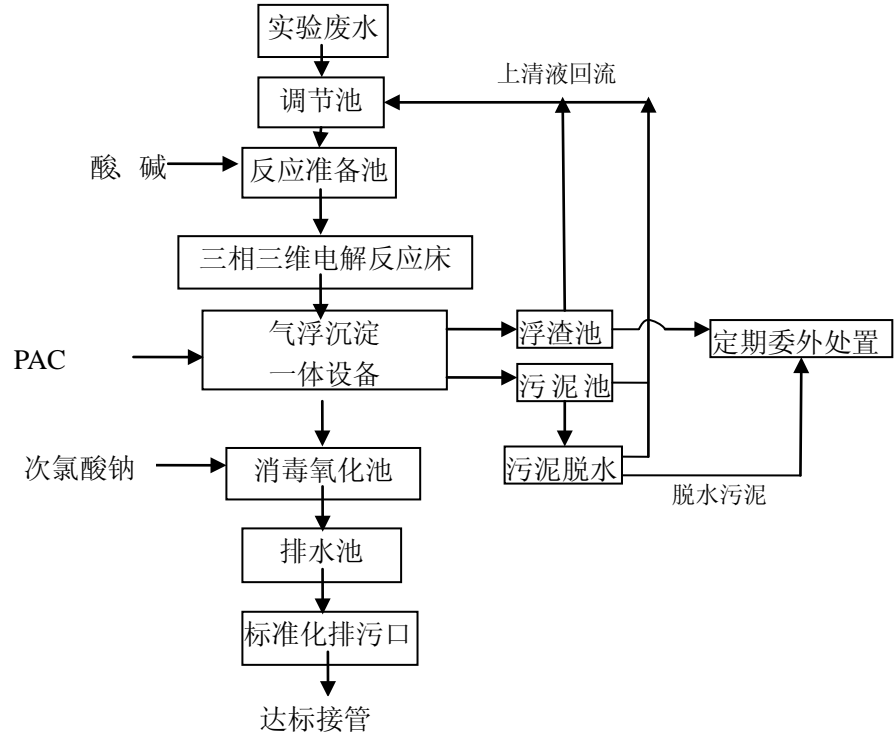 实验废水
上清液回流
调节池
酸、碱
反应准备池
三相三维电解反应床
气浮沉淀
一体设备
浮渣池
定期委外处置
PAC
污泥池
次氯酸钠
消毒氧化池
污泥脱水
脱水污泥
排水池
标准化排污口
达标接管